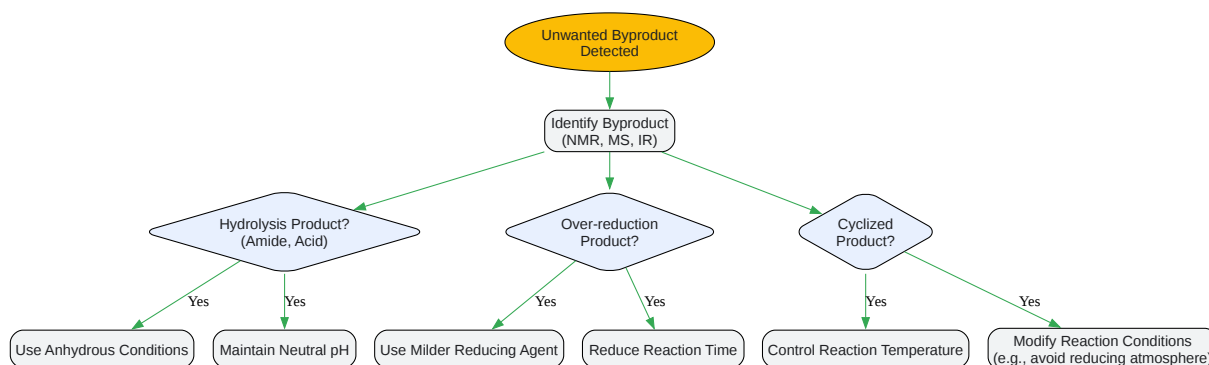 Unwanted Byproduct
Detected
Identify Byproduct
(NMR, MS, IR)
Hydrolysis Product?
(Amide, Acid)
Over-reduction
Product?
Cyclized
Product?
Yes
Yes
Yes
Yes
Yes
Yes
Use Anhydrous Conditions
Maintain Neutral pH
Use Milder Reducing Agent
Reduce Reaction Time
Control Reaction Temperature
Modify Reaction Conditions
(e.g., avoid reducing atmosphere)